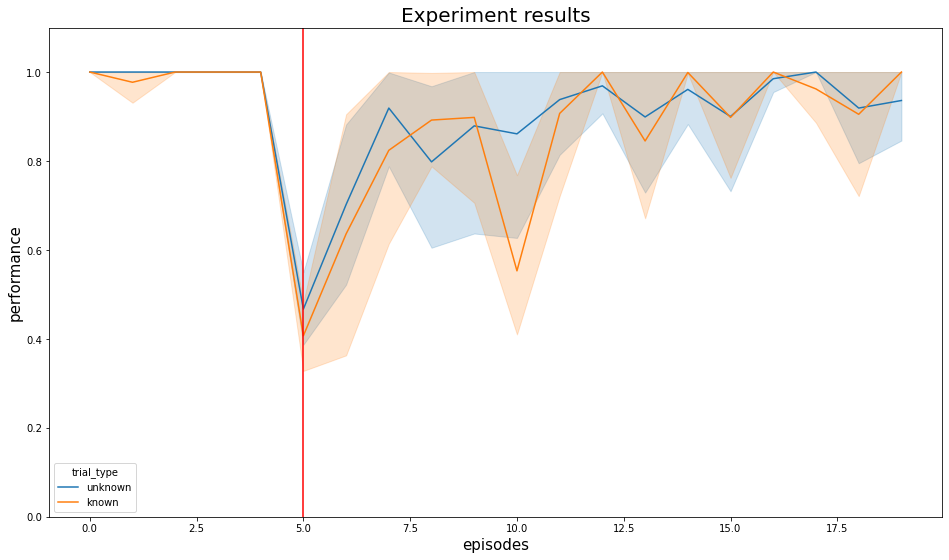 Experiment results
performance
1.0
0.8
0.6
0.4
0.2
0.0
trial_type
unknown
known
0.0 2.5 5.0 7.5 10.0 12.5 15.0 17.5
episodes